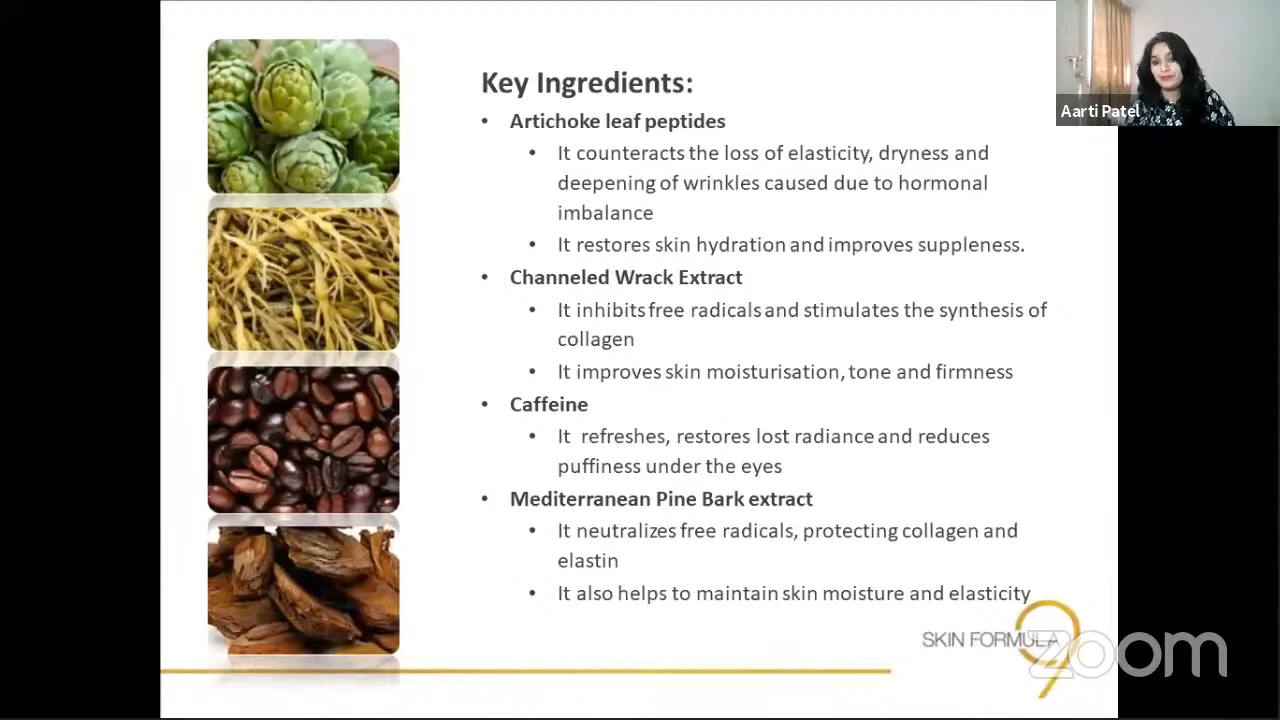 Key Ingredients:
• Artichoke leaf peptides
• It counteracts the loss of elasticity, dryness and
deepening of wrinkles caused due to hormonal
imbalance
• It restores skin hydration and improves suppleness.
• Channeled Wrack Extract
• It inhibits free radicals and stimulates the synthesis of
collagen
• It improves skin moisturisation, tone and firmness
• Caffeine
• It refreshes, restores lost radiance and reduces
puffiness under the eyes
• Mediterranean Pine Bark extract
• It neutralizes free radicals, protecting collagen and
elastin
• It also helps to maintain skin moisture and elasticity
SKIN FORMULA 9
zoom
Aarti Patel